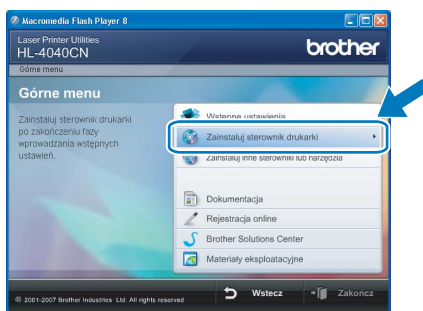 Macromedia Flash Player 8
Laser Printer Utilities
HL-4040CN
brother
Górne menu
Górne menu
Zainstaluj sterownik drukarki
po zakończeniu fazy
wprowadzania wstępnych
ustawień.
Wstępne ustawienia
Zainstaluj sterownik drukarki
Zainstaluj inne sterowniki lub narzędzia
Dokumentacja
Rejestracja online
Brother Solutions Center
Materiały eksploatacyjne
© 2001-2007 Brother Industries Ltd. All rights reserved
Wstecz
Zakończ